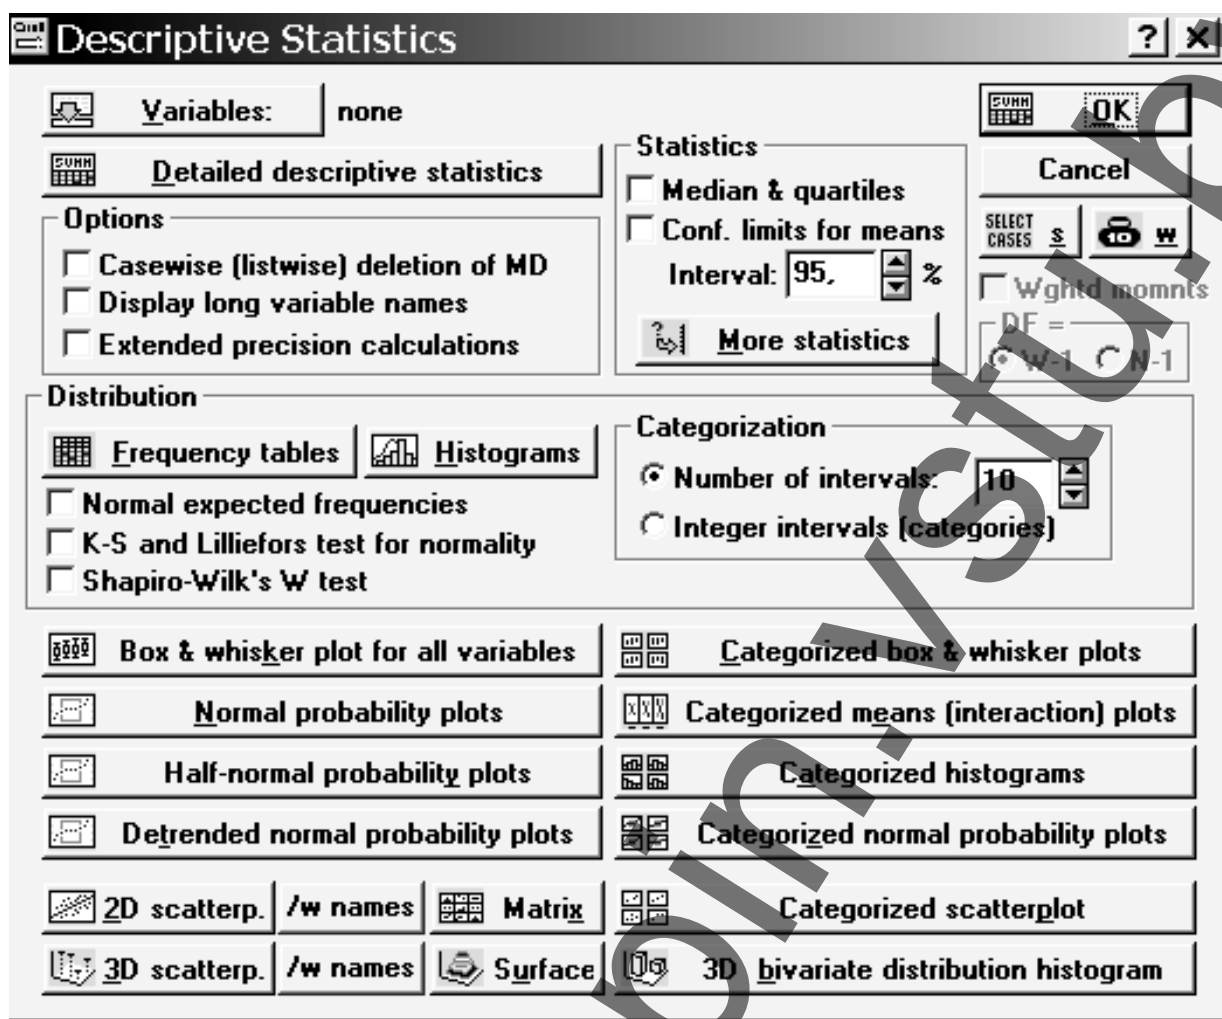 Descriptive Statistics
Variables: none
OK
Detailed descriptive statistics
Cancel
Statistics
Median & quartiles
Conf. limits for means
Interval: 95, %
More statistics
SELECT CASES S
W
Wghtd momnts
DF =
W-1 N-1
Options
Casewise (listwise) deletion of MD
Display long variable names
Extended precision calculations
Distribution
Frequency tables
Histograms
Normal expected frequencies
K-S and Lilliefors test for normality
Shapiro-Wilk's W test
Categorization
Number of intervals: 10
Integer intervals (categories)
Box & whisker plot for all variables
Categorized box & whisker plots
Normal probability plots
Categorized means (interaction) plots
Half-normal probability plots
Categorized histograms
Detrended normal probability plots
Categorized normal probability plots
2D scatterp. /w names Matrix
Categorized scatterplot
3D scatterp. /w names Surface
3D bivariate distribution histogram